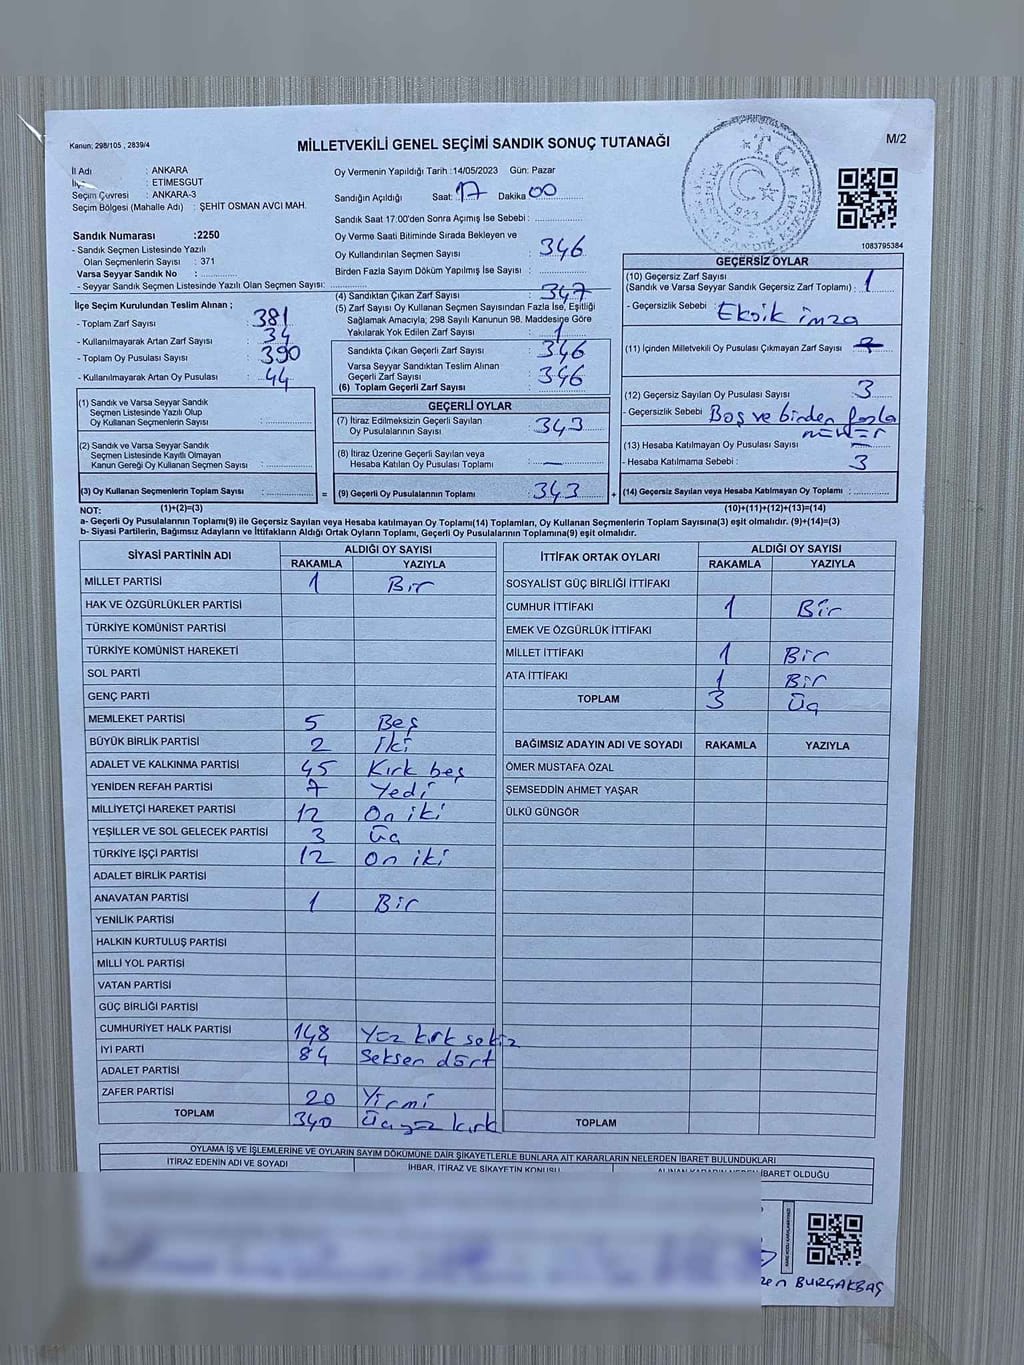 Kanun; 298/105 , 2839/4
MİLLETVEKİLİ GENEL SEÇİMİ SANDIK SONUÇ TUTANAĞI
M/2
İl Adı : ANKARA
İlçe : ETİMESGUT
Seçim Çevresi : ANKARA-3
Seçim Bölgesi (Mahalle Adı) : ŞEHİT OSMAN AVCI MAH.
Oy Vermenin Yapıldığı Tarih :14/05/2023 Gün: Pazar
Sandığın Açıldığı Saat: 17 Dakika 00
Sandık Saat 17.00'den Sonra Açılmış İse Sebebi :
Oy Verme Saati Bitiminde Sırada Bekleyen ve
Oy Kullandırılan Seçmen Sayısı : 346
Birden Fazla Sayım Döküm Yapılmış İse Sayısı :
T.C.
1923
1083795384
Sandık Numarası :2250
- Sandık Seçmen Listesinde Yazılı
Olan Seçmenlerin Sayısı : 371
Varsa Seyyar Sandık No :
- Seyyar Sandık Seçmen Listesinde Yazılı Olan Seçmen Sayısı:
İlçe Seçim Kurulundan Teslim Alınan ;
- Toplam Zarf Sayısı : 381
- Kullanılmayarak Artan Zarf Sayısı : 34
- Toplam Oy Pusulası Sayısı : 390
- Kullanılmayarak Artan Oy Pusulası : 44
(4) Sandıktan Çıkan Zarf Sayısı : 347
(5) Zarf Sayısı Oy Kullanan Seçmen Sayısından Fazla İse, Eşitliği
Sağlamak Amacıyla, 298 Sayılı Kanunun 98. Maddesine Göre
Yakılarak Yok Edilen Zarf Sayısı : 1
Sandıkta Çıkan Geçerli Zarf Sayısı : 346
Varsa Seyyar Sandıktan Teslim Alınan
Geçerli Zarf Sayısı : 346
(6) Toplam Geçerli Zarf Sayısı :
GEÇERSİZ OYLAR
(10) Geçersiz Zarf Sayısı
(Sandık ve Varsa Seyyar Sandık Geçersiz Zarf Toplamı) : 1
- Geçersizlik Sebebi : Eksik imza
(11) İçinden Milletvekili Oy Pusulası Çıkmayan Zarf Sayısı :
(12) Geçersiz Sayılan Oy Pusulası Sayısı : 3
- Geçersizlik Sebebi : Boş ve birden fazla
mühür
(13) Hesaba Katılmayan Oy Pusulası Sayısı : —
- Hesaba Katılmama Sebebi : 3
(14) Geçersiz Sayılan veya Hesaba Katılmayan Oy Toplamı :
(10)+(11)+(12)+(13)=(14)
(1) Sandık ve Varsa Seyyar Sandık
Seçmen Listesinde Yazılı Olup
Oy Kullanan Seçmenlerin Sayısı :
(2) Sandık ve Varsa Seyyar Sandık
Seçmen Listesinde Kayıtlı Olmayan
Kanun Gereği Oy Kullanan Seçmen Sayısı :
(3) Oy Kullanan Seçmenlerin Toplam Sayısı : =
GEÇERLİ OYLAR
(7) İtiraz Edilmeksizin Geçerli Sayılan
Oy Pusulalarının Sayısı : 343
(8) İtiraz Üzerine Geçerli Sayılan veya
Hesaba Katılan Oy Pusulası Toplamı : —
(9) Geçerli Oy Pusulalarının Toplamı : 343 +
NOT: (1)+(2)=(3)
a- Geçerli Oy Pusulalarının Toplamı(9) ile Geçersiz Sayılan veya Hesaba katılmayan Oy Toplamı(14) Toplamları, Oy Kullanan Seçmenlerin Toplam Sayısına(3) eşit olmalıdır. (9)+(14)=(3)
b- Siyasi Partilerin, Bağımsız Adayların ve İttifakların Aldığı Ortak Oyların Toplamı, Geçerli Oy Pusulalarının Toplamına(9) eşit olmalıdır.
SİYASİ PARTİNİN ADI ALDIĞI OY SAYISI
RAKAMLA YAZIYLA
MİLLET PARTİSİ 1 Bir
HAK VE ÖZGÜRLÜKLER PARTİSİ
TÜRKİYE KOMÜNİST PARTİSİ
TÜRKİYE KOMÜNİST HAREKETİ
SOL PARTİ
GENÇ PARTİ
MEMLEKET PARTİSİ 5 Beş
BÜYÜK BİRLİK PARTİSİ 2 İki
ADALET VE KALKINMA PARTİSİ 45 Kırk beş
YENİDEN REFAH PARTİSİ 7 Yedi
MİLLİYETÇİ HAREKET PARTİSİ 12 On iki
YEŞİLLER VE SOL GELECEK PARTİSİ 3 Üç
TÜRKİYE İŞÇİ PARTİSİ 12 On iki
ADALET BİRLİK PARTİSİ
ANAVATAN PARTİSİ 1 Bir
YENİLİK PARTİSİ
HALKIN KURTULUŞ PARTİSİ
MİLLİ YOL PARTİSİ
VATAN PARTİSİ
GÜÇ BİRLİĞİ PARTİSİ
CUMHURİYET HALK PARTİSİ 148 Yüz kırk sekiz
İYİ PARTİ 84 Seksen dört
ADALET PARTİSİ
ZAFER PARTİSİ 20 Yirmi
TOPLAM 340 Üçyüz kırk
İTTİFAK ORTAK OYLARI ALDIĞI OY SAYISI
RAKAMLA YAZIYLA
SOSYALIST GÜÇ BİRLİĞİ İTTİFAKI
CUMHUR İTTİFAKI 1 Bir
EMEK VE ÖZGÜRLÜK İTTİFAKI
MİLLET İTTİFAKI 1 Bir
ATA İTTİFAKI 1 Bir
TOPLAM 3 Üç
BAĞIMSIZ ADAYIN ADI VE SOYADI RAKAMLA YAZIYLA
ÖMER MUSTAFA ÖZAL
ŞEMSEDDİN AHMET YAŞAR
ÜLKÜ GÜNGÖR
TOPLAM
OYLAMA İŞ VE İŞLEMLERİNE VE OYLARIN SAYIM DÖKÜMÜNE DAİR ŞİKAYETLERLE BUNLARA AİT KARARLARIN NELERDEN İBARET BULUNDUKLARI
İTİRAZ EDENİN ADI VE SOYADI İHBAR, İTİRAZ VE ŞİKAYETİN KONUSU ALINAN KARARIN NEDEN İBARET OLDUĞU
BURÇAKBAŞ